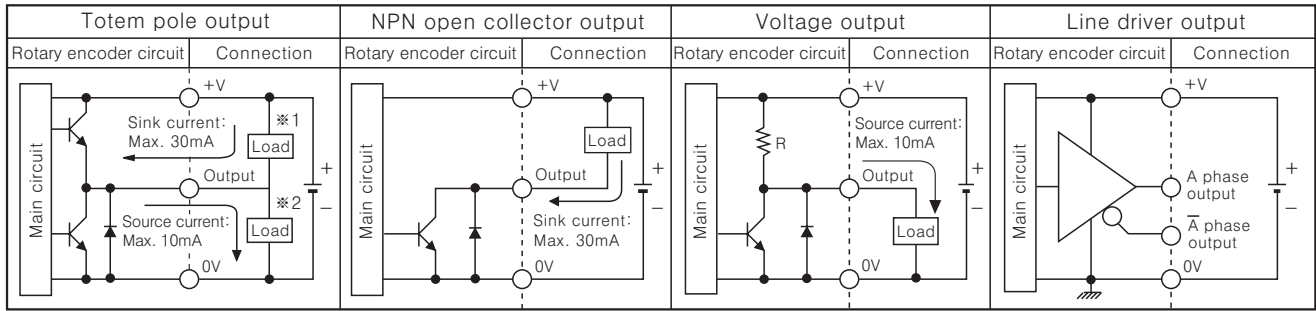 Totem pole output
Rotary encoder circuit
Connection
Main circuit
+V
※1
Sink current:
Max. 30mA
Load
Output
+
−
※2
Source current:
Max. 10mA
Load
0V
NPN open collector output
Rotary encoder circuit
Connection
Main circuit
+V
Load
Output
+
−
Sink current:
Max. 30mA
0V
Voltage output
Rotary encoder circuit
Connection
Main circuit
+V
R
Source current:
Max. 10mA
Output
+
−
Load
0V
Line driver output
Rotary encoder circuit
Connection
Main circuit
+V
A phase
output
+
−
A̅ phase
output
0V